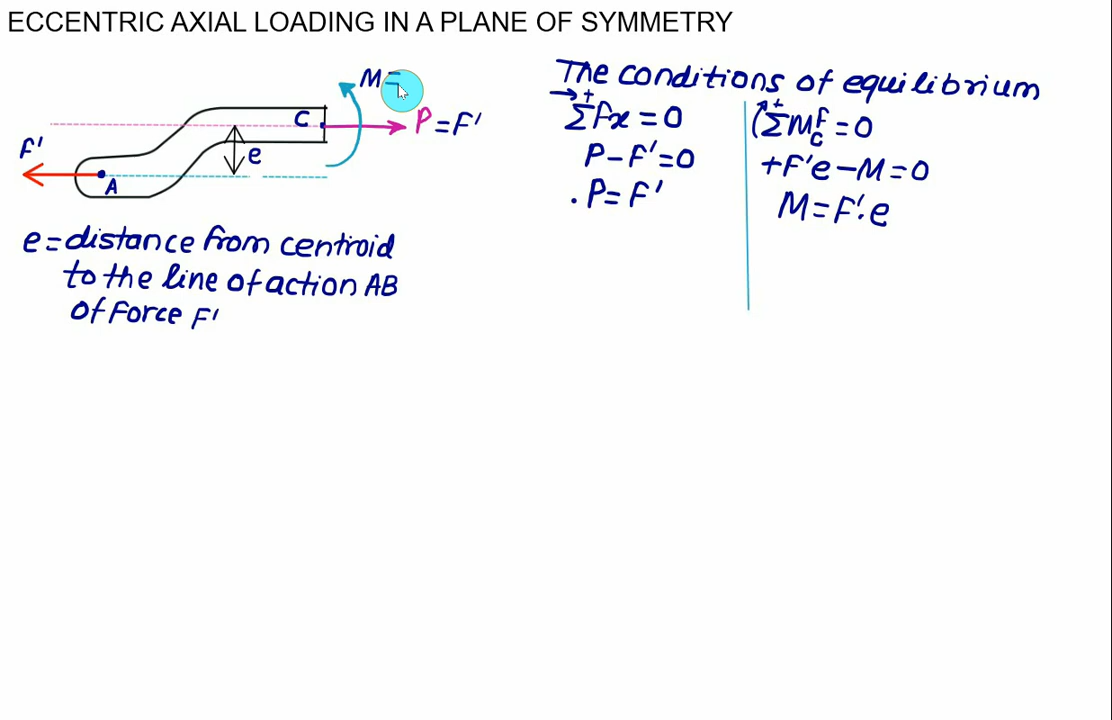 ECCENTRIC AXIAL LOADING IN A PLANE OF SYMMETRY
M=
C
P=F'
F'
e
A
e=distance from centroid
to the line of action AB
of Force F'
The conditions of equilibrium
→+ ΣFx=0
P-F'=0
.P=F'
+ΣM_C^F=0
+F'e-M=0
M=F'.e